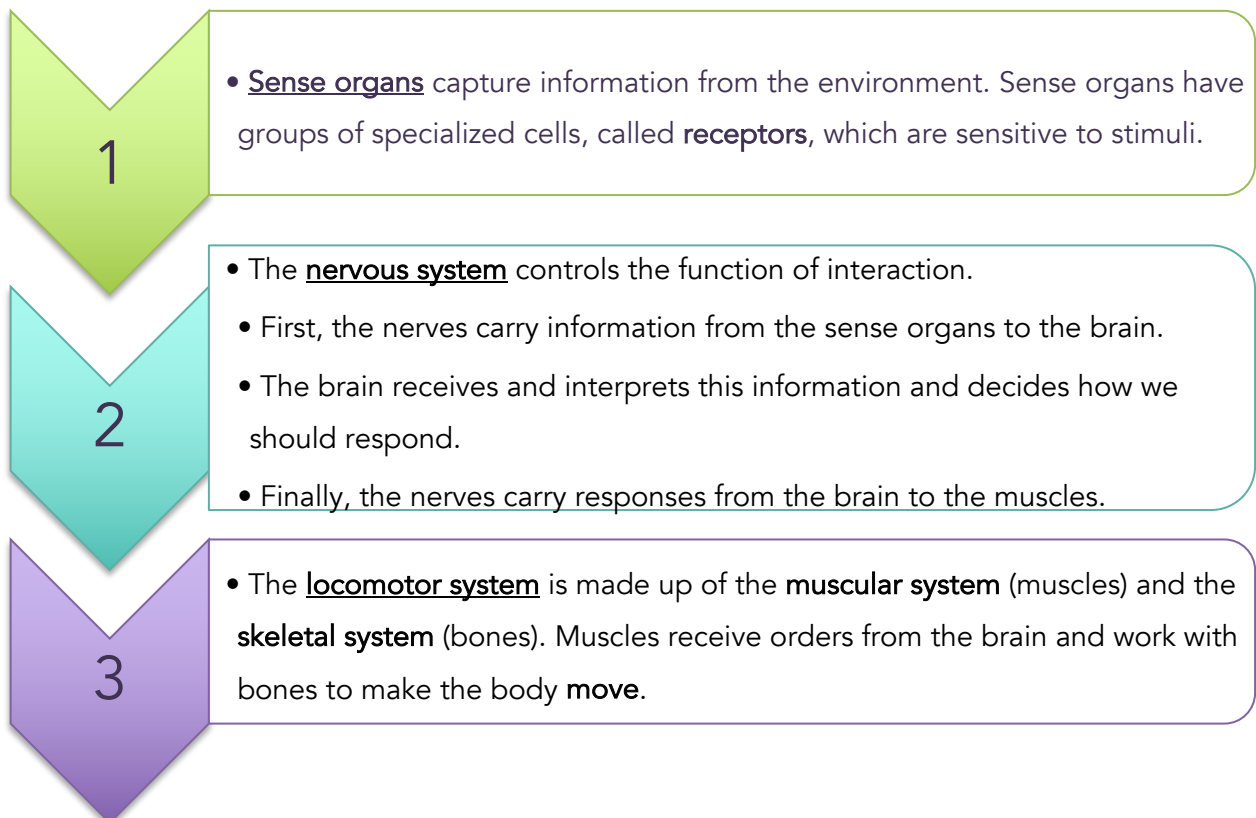 1
• Sense organs capture information from the environment. Sense organs have
groups of specialized cells, called receptors, which are sensitive to stimuli.
2
• The nervous system controls the function of interaction.
• First, the nerves carry information from the sense organs to the brain.
• The brain receives and interprets this information and decides how we
should respond.
• Finally, the nerves carry responses from the brain to the muscles.
3
• The locomotor system is made up of the muscular system (muscles) and the
skeletal system (bones). Muscles receive orders from the brain and work with
bones to make the body move.